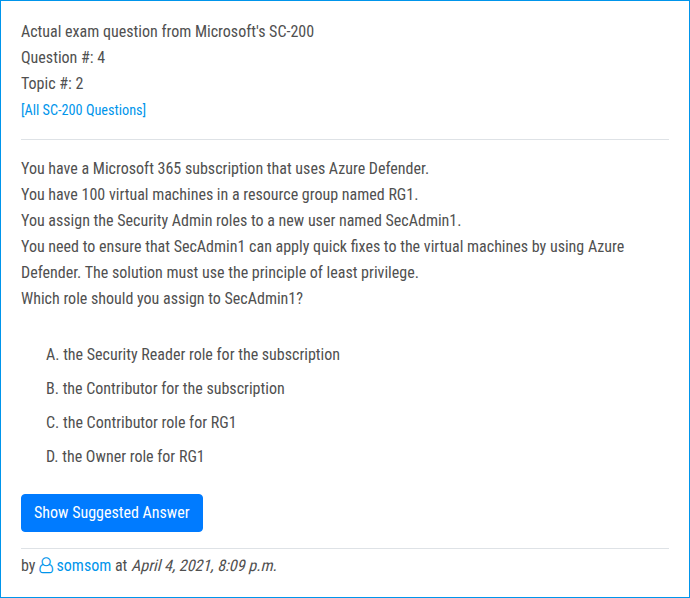 Actual exam question from Microsoft's SC-200
Question #: 4
Topic #: 2
[All SC-200 Questions]
You have a Microsoft 365 subscription that uses Azure Defender.
You have 100 virtual machines in a resource group named RG1.
You assign the Security Admin roles to a new user named SecAdmin1.
You need to ensure that SecAdmin1 can apply quick fixes to the virtual machines by using Azure
Defender. The solution must use the principle of least privilege.
Which role should you assign to SecAdmin1?
A. the Security Reader role for the subscription
B. the Contributor for the subscription
C. the Contributor role for RG1
D. the Owner role for RG1
Show Suggested Answer
by somsom at April 4, 2021, 8:09 p.m.